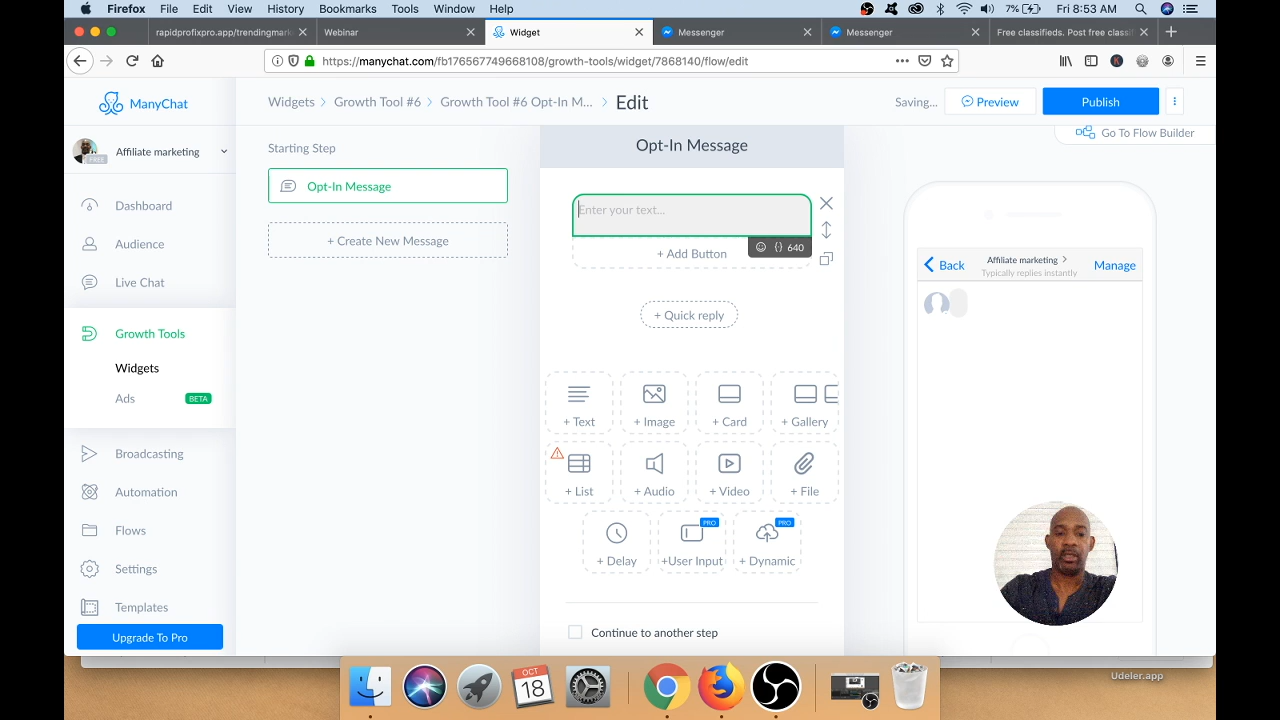 Firefox File Edit View History Bookmarks Tools Window Help 7% Fri 8:53 AM
rapidprofixpro.app/trendingmark Webinar Widget Messenger Messenger Free classifieds. Post free classif
https://manychat.com/fb176567749668108/growth-tools/widget/7868140/flow/edit
ManyChat
Widgets Growth Tool #6 Growth Tool #6 Opt-In M... Edit Saving... Preview Publish
Go To Flow Builder
FREE
Affiliate marketing
Dashboard
Audience
Live Chat
Growth Tools
Widgets
Ads BETA
Broadcasting
Automation
Flows
Settings
Templates
Upgrade To Pro
Starting Step
Opt-In Message
+ Create New Message
Opt-In Message
Enter your text...
{} 640
+ Add Button
+ Quick reply
+ Text + Image + Card + Gallery
+ List + Audio + Video + File
PRO PRO
+ Delay +User Input + Dynamic
Continue to another step
Back Affiliate marketing Manage
Typically replies instantly
OCT
18
Udeler.app